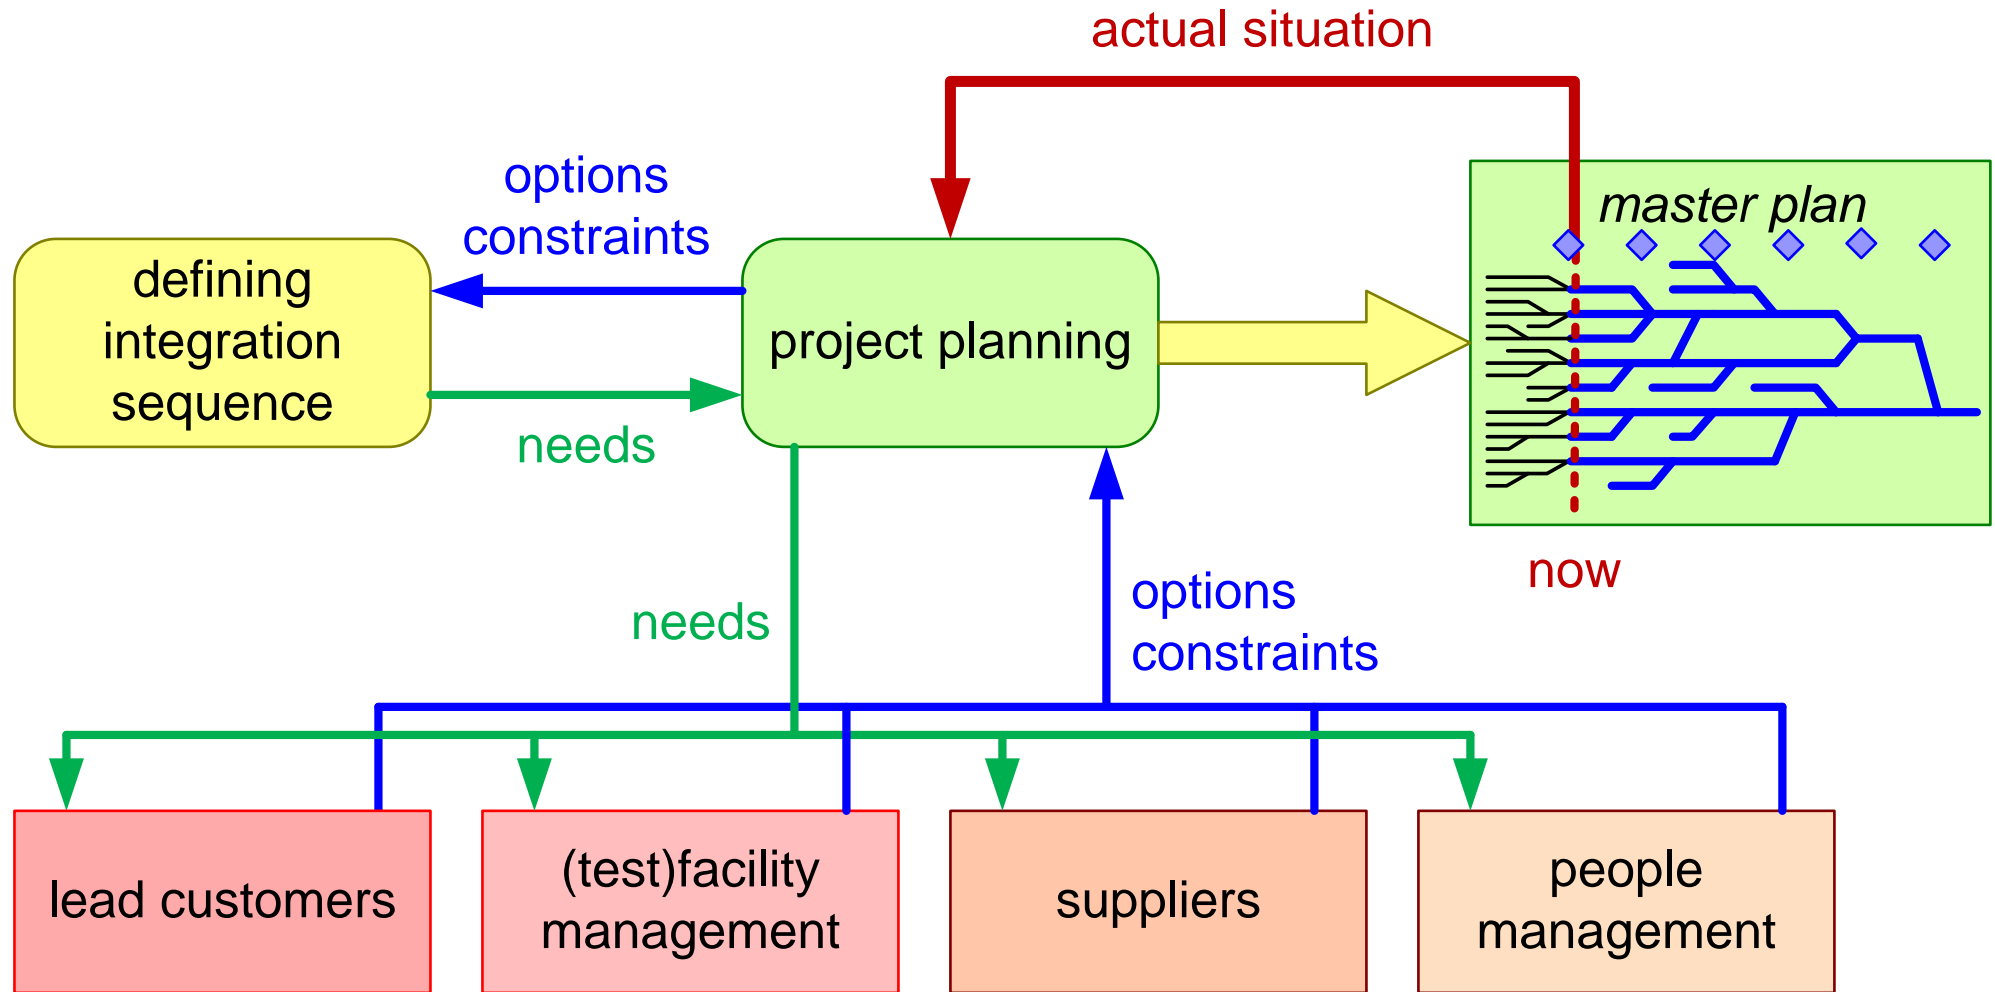 actual situation
options
constraints
master plan
defining
integration
sequence
project planning
needs
now
needs
options
constraints
lead customers
(test)facility
management
suppliers
people
management